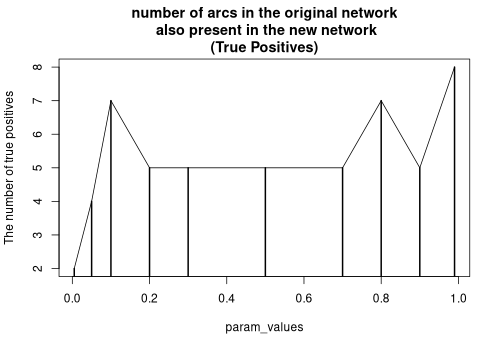 number of arcs in the original network
also present in the new network
(True Positives)
The number of true positives
8
7
6
5
4
3
2
0.0 0.2 0.4 0.6 0.8 1.0
param_values